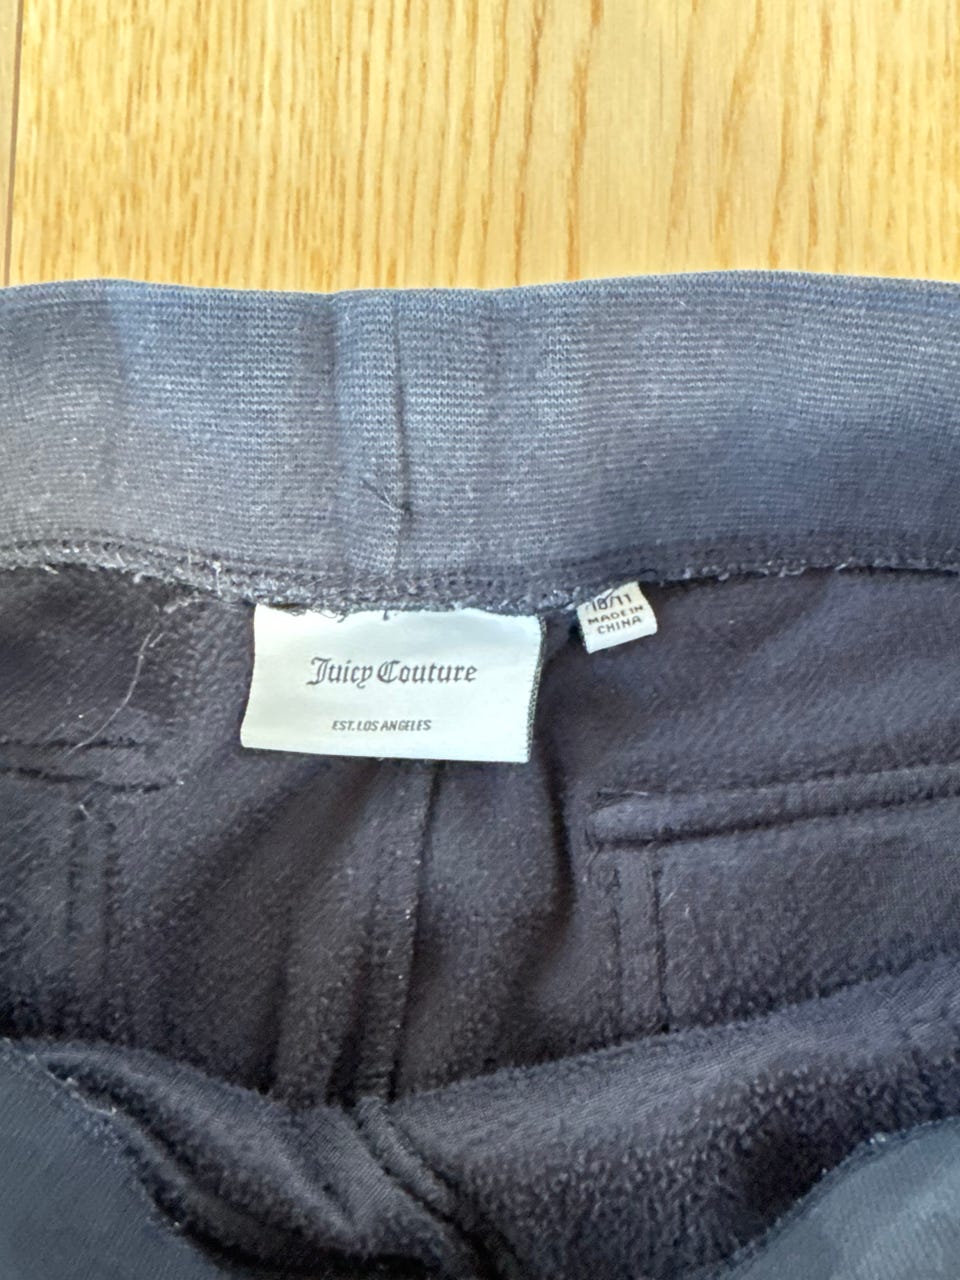 Juicy Couture
EST. LOS ANGELES
10/11
MADE IN
CHINA